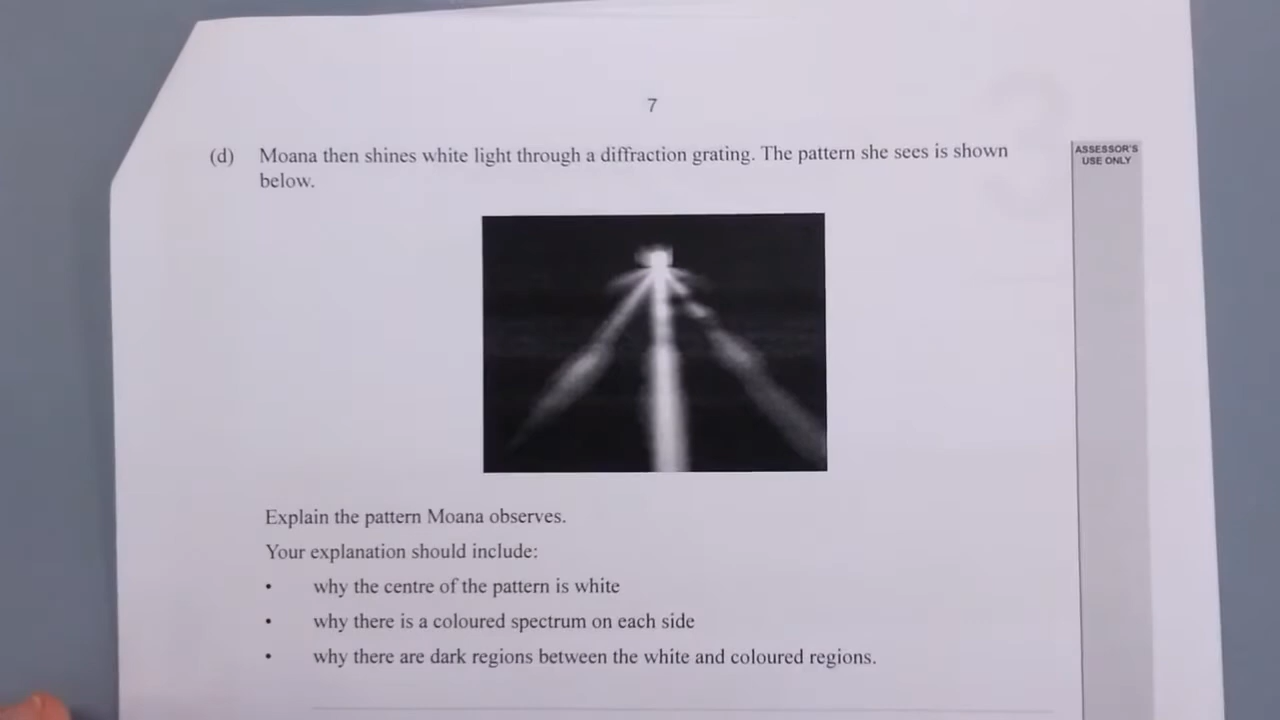 7
(d) Moana then shines white light through a diffraction grating. The pattern she sees is shown
below.
ASSESSOR'S
USE ONLY
Explain the pattern Moana observes.
Your explanation should include:
• why the centre of the pattern is white
• why there is a coloured spectrum on each side
• why there are dark regions between the white and coloured regions.